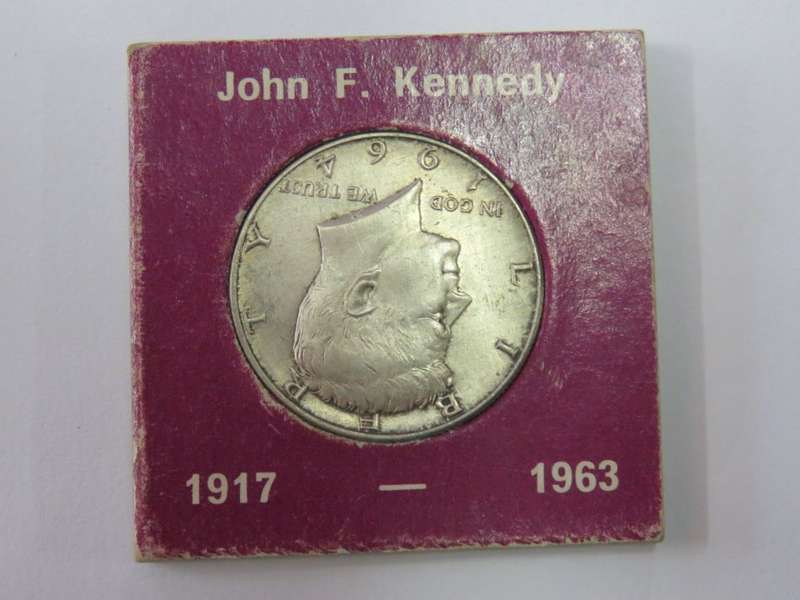 John F. Kennedy
LIBERTY
IN GOD WE TRUST
1964
1917 — 1963